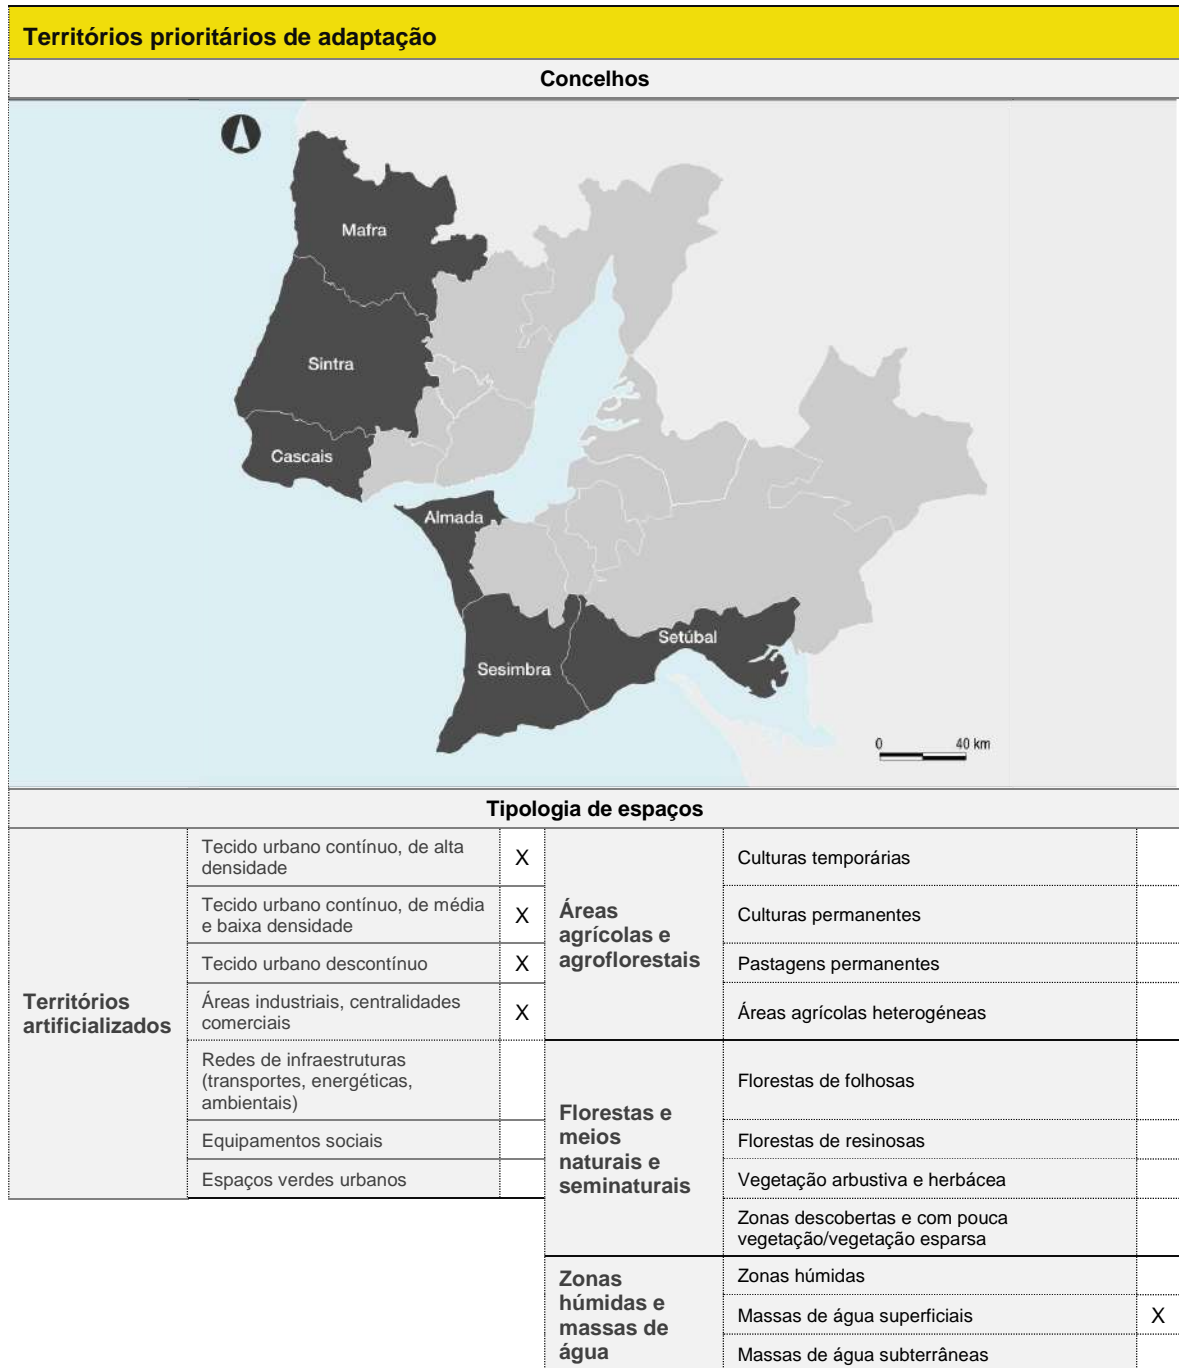 Territórios prioritários de adaptação
Concelhos
Mafra
Sintra
Cascais
Almada
Setúbal
Sesimbra
0 40 km
Tipologia de espaços
Territórios
artificializados
Tecido urbano contínuo, de alta
densidade
X
Tecido urbano contínuo, de média
e baixa densidade
X
Tecido urbano descontínuo
X
Áreas industriais, centralidades
comerciais
X
Redes de infraestruturas
(transportes, energéticas,
ambientais)
Equipamentos sociais
Espaços verdes urbanos
Áreas
agrícolas e
agroflorestais
Culturas temporárias
Culturas permanentes
Pastagens permanentes
Áreas agrícolas heterogéneas
Florestas e
meios
naturais e
seminaturais
Florestas de folhosas
Florestas de resinosas
Vegetação arbustiva e herbácea
Zonas descobertas e com pouca
vegetação/vegetação esparsa
Zonas
húmidas e
massas de
água
Zonas húmidas
Massas de água superficiais
X
Massas de água subterrâneas